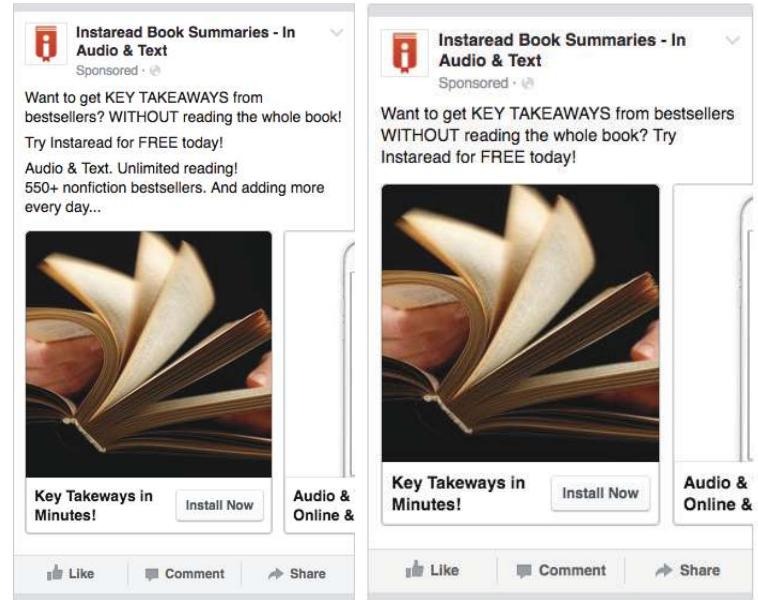 Instaread Book Summaries - In
Audio & Text
Sponsored ·
Want to get KEY TAKEAWAYS from
bestsellers? WITHOUT reading the whole book!
Try Instaread for FREE today!
Audio & Text. Unlimited reading!
550+ nonfiction bestsellers. And adding more
every day...
Key Takeways in
Minutes!
Install Now
Audio &
Online &
Like
Comment
Share
Instaread Book Summaries - In
Audio & Text
Sponsored ·
Want to get KEY TAKEAWAYS from bestsellers
WITHOUT reading the whole book? Try
Instaread for FREE today!
Key Takeways in
Minutes!
Install Now
Audio &
Online &
Like
Comment
Share